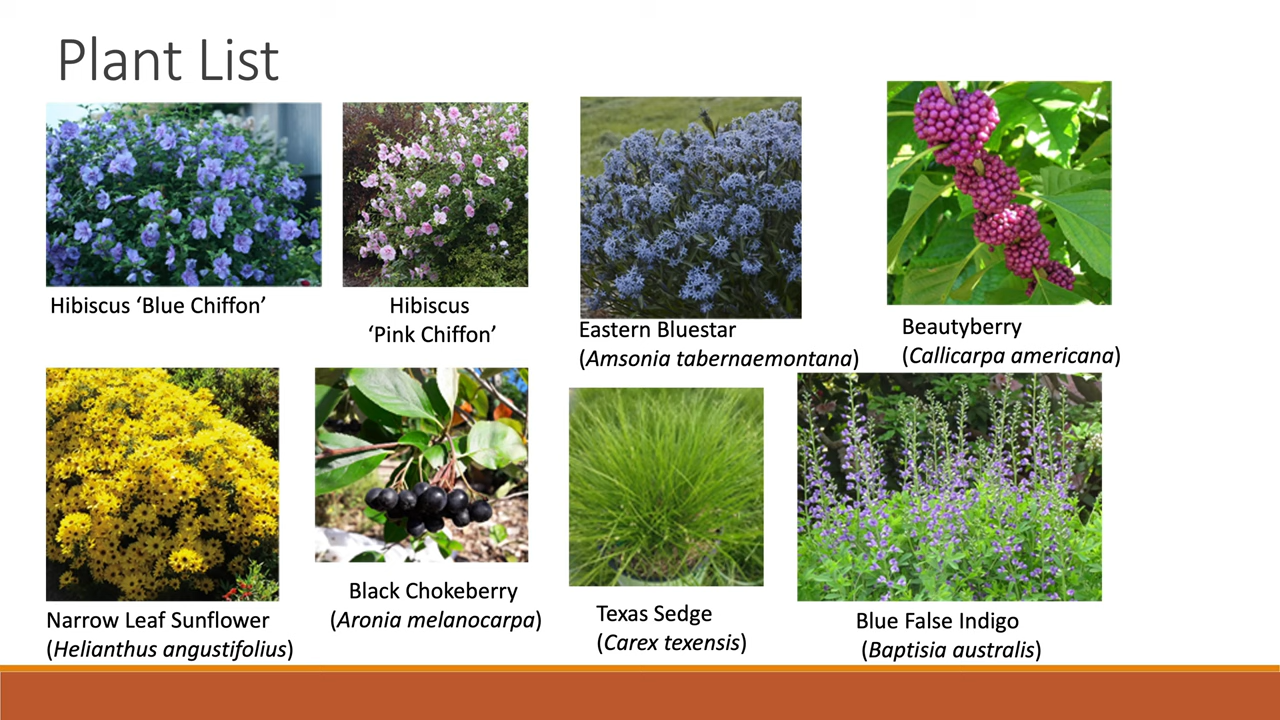 Plant List
Hibiscus ‘Blue Chiffon’
Hibiscus
‘Pink Chiffon’
Eastern Bluestar
(Amsonia tabernaemontana)
Beautyberry
(Callicarpa americana)
Narrow Leaf Sunflower
(Helianthus angustifolius)
Black Chokeberry
(Aronia melanocarpa)
Texas Sedge
(Carex texensis)
Blue False Indigo
(Baptisia australis)